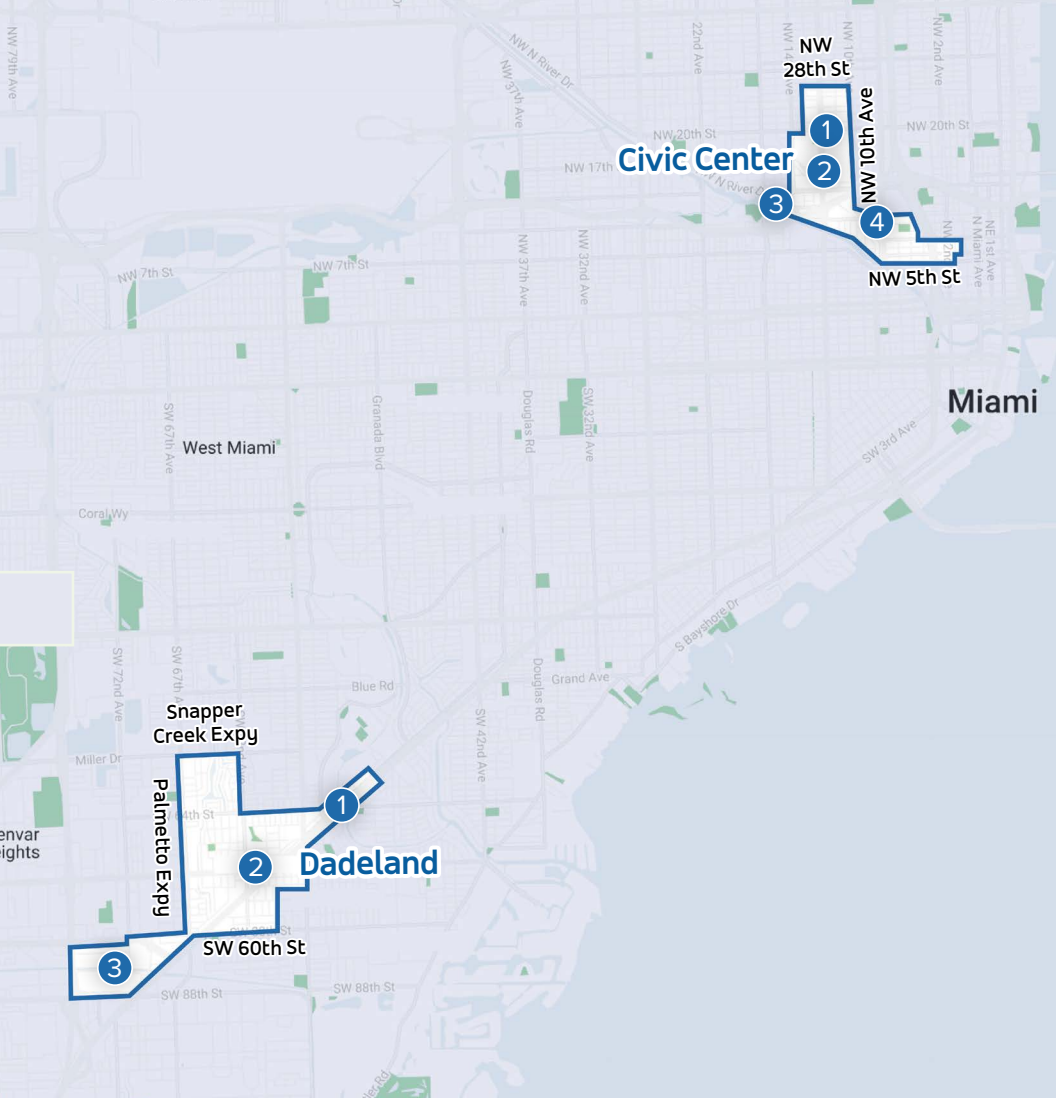 NW 79th Ave
NW N River Dr
22nd Ave
NW 2nd Ave
NW
28th St
NW 37th Ave
NW 10th Ave
1
NW 20th St
NW 20th St
Civic Center
NW 17th
2
N River D
3
4
NW 7th St
NW 7th St
NW 37th Ave
NW 32nd Ave
N Miami Ave
NE 1st Ave
NW 5th St
Miami
Douglas Rd
SW 32nd Ave
Granada Blvd
SW 67th Ave
West Miami
SW 3rd Ave
Coral Wy
S Bayshore Dr
SW 72nd Ave
SW 67th A
Blue Rd
Douglas Rd
Grand Ave
Snapper
Creek Expy
SW 42nd Ave
Miller Dr
Palmetto Expy
1
4th St
envar
ights
2
Dadeland
SW 60th St
3
SW 88th St
SW 88th St